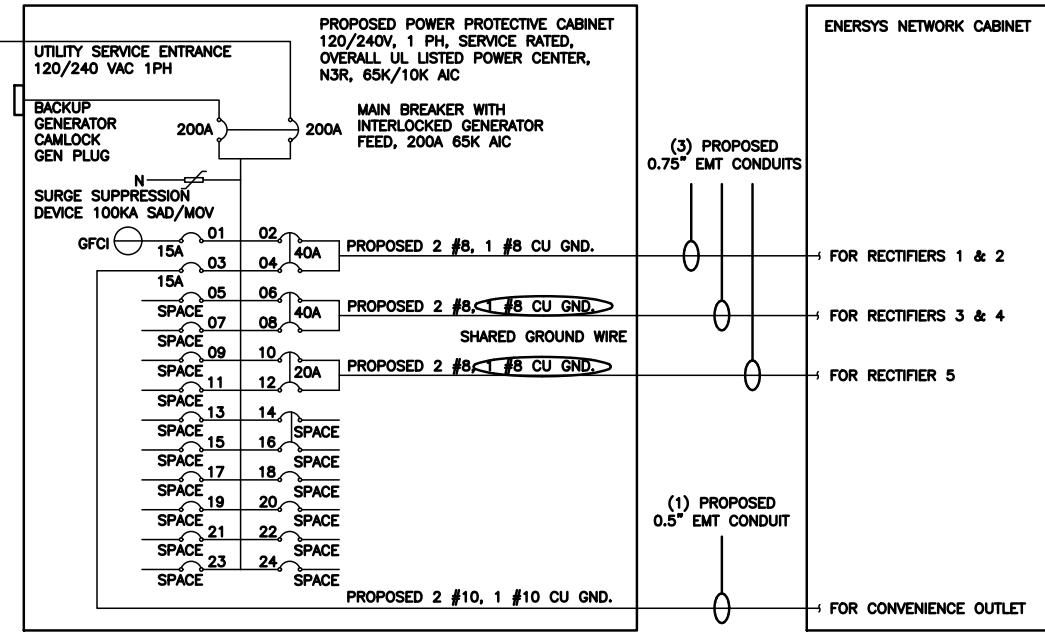 PROPOSED POWER PROTECTIVE CABINET
120/240V, 1 PH, SERVICE RATED,
OVERALL UL LISTED POWER CENTER,
N3R, 65K/10K AIC
ENERSYS NETWORK CABINET
UTILITY SERVICE ENTRANCE
120/240 VAC 1PH
BACKUP
GENERATOR
CAMLOCK
GEN PLUG
200A
200A
MAIN BREAKER WITH
INTERLOCKED GENERATOR
FEED, 200A 65K AIC
(3) PROPOSED
0.75" EMT CONDUITS
N
SURGE SUPPRESSION
DEVICE 100KA SAD/MOV
GFCI
15A
01
02
40A
PROPOSED 2 #8, 1 #8 CU GND.
FOR RECTIFIERS 1 & 2
15A
03
04
SPACE
05
06
40A
PROPOSED 2 #8, 1 #8 CU GND.
FOR RECTIFIERS 3 & 4
SPACE
07
08
SHARED GROUND WIRE
SPACE
09
10
20A
PROPOSED 2 #8, 1 #8 CU GND.
FOR RECTIFIER 5
SPACE
11
12
SPACE
13
14
SPACE
SPACE
15
16
SPACE
SPACE
17
18
SPACE
SPACE
19
20
SPACE
SPACE
21
22
SPACE
SPACE
23
24
SPACE
(1) PROPOSED
0.5" EMT CONDUIT
PROPOSED 2 #10, 1 #10 CU GND.
FOR CONVENIENCE OUTLET